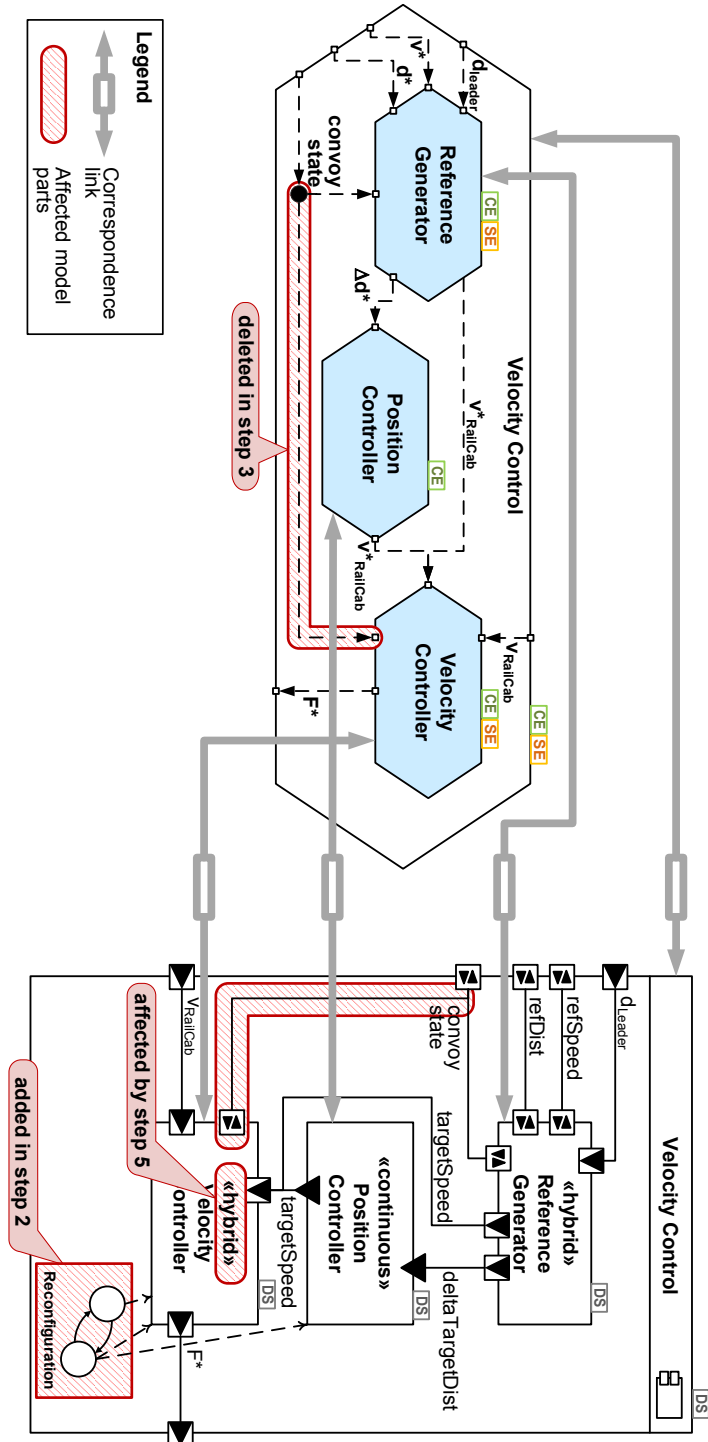 Velocity Control
DS
dLeader
refSpeed
refDist
convoy
state
vRailCab
«hybrid»
Reference
Generator
DS
targetSpeed
deltaTargetDist
«continuous»
Position
Controller
DS
targetSpeed
«hybrid»
elocity
ontroller
DS
F*
Reconfiguration
affected by step 5
added in step 2
Velocity Control
CE
SE
dleader
v*
d*
convoy
state
Reference
Generator
CE
SE
v*RailCab
Δd*
Position
Controller
CE
v*RailCab
vRailCab
Velocity
Controller
CE
SE
F*
deleted in step 3
Legend
Correspondence
link
Affected model
parts